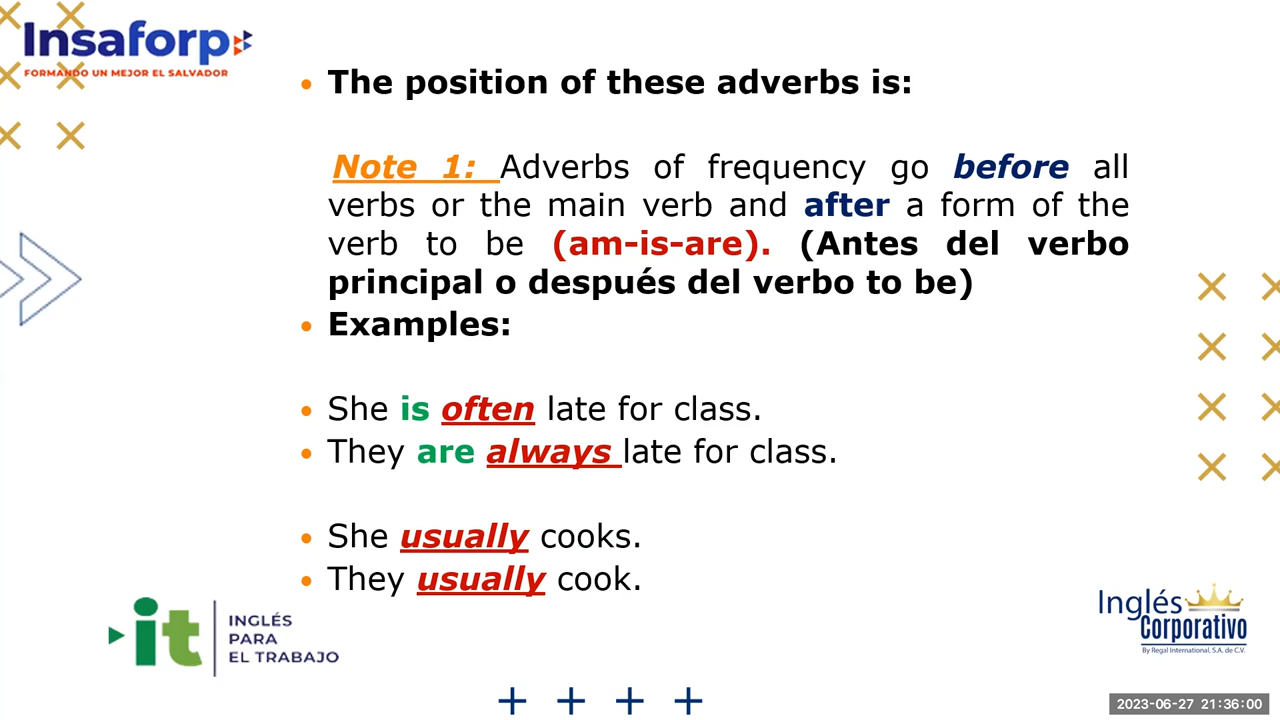 Insaforp
FORMANDO UN MEJOR EL SALVADOR
• The position of these adverbs is:
Note 1: Adverbs of frequency go before all
verbs or the main verb and after a form of the
verb to be (am-is-are). (Antes del verbo
principal o después del verbo to be)
• Examples:
• She is often late for class.
• They are always late for class.
• She usually cooks.
• They usually cook.
it
INGLÉS
PARA
EL TRABAJO
Inglés
Corporativo
By Regal International, S.A. de C.V.
2023-06-27 21:36:00